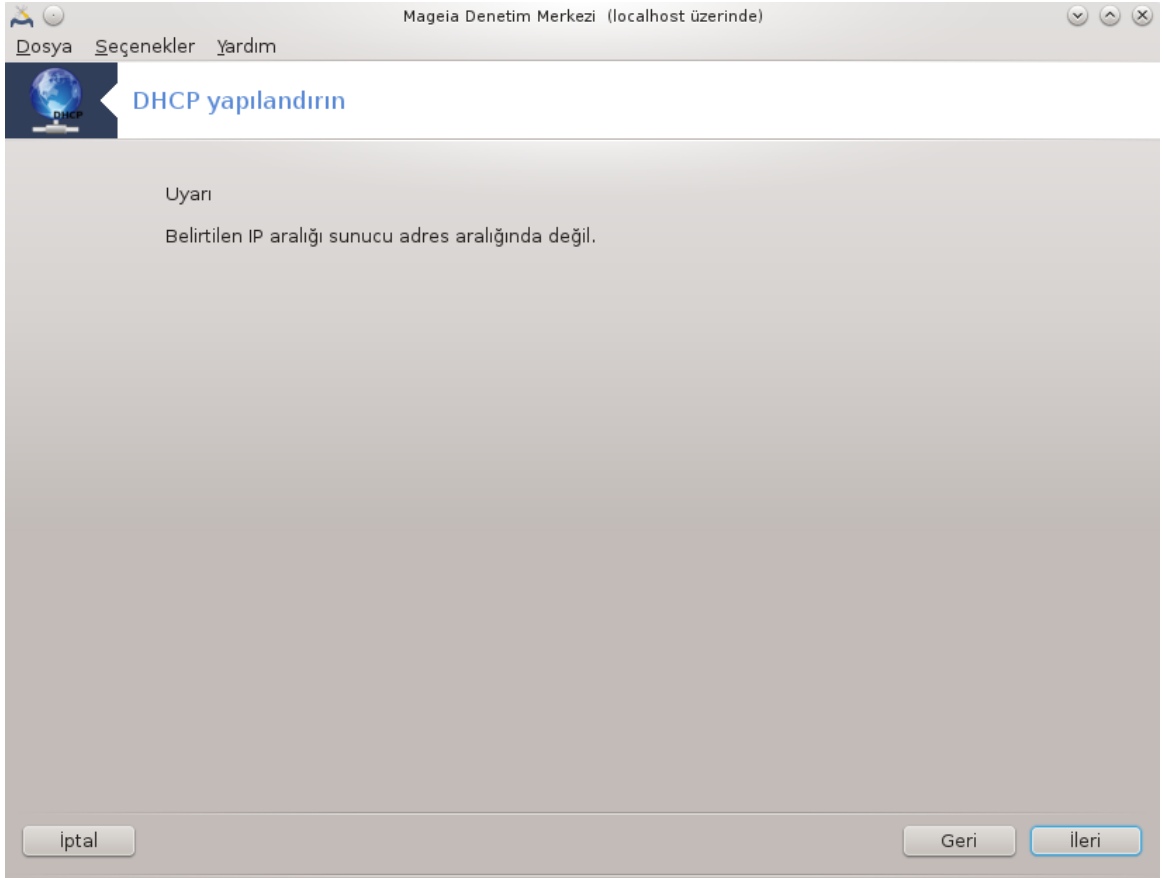 Mageia Denetim Merkezi (localhost üzerinde)
Dosya Seçenekler Yardım
DHCP
DHCP yapılandırın
Uyarı
Belirtilen IP aralığı sunucu adres aralığında değil.
İptal Geri İleri